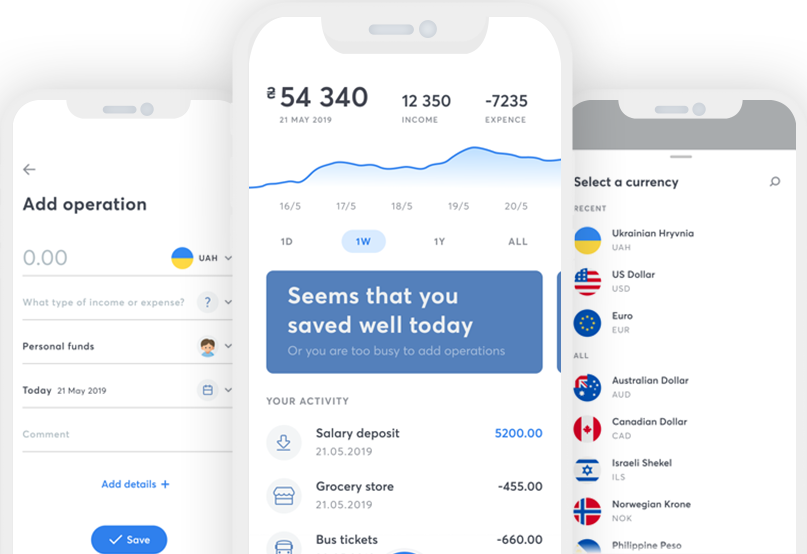 Add operation
0.00
UAH
What type of income or expense?
?
Personal funds
Today 21 May 2019
Comment
Add details +
Save
₴54 340
21 MAY 2019
12 350
INCOME
-7235
EXPENCE
16/5 17/5 18/5 19/5 20/5
1D 1W 1Y ALL
Seems that you
saved well today
Or you are too busy to add operations
YOUR ACTIVITY
Salary deposit 5200.00
21.05.2019
Grocery store -455.00
21.05.2019
Bus tickets -660.00
Select a currency
RECENT
Ukrainian Hryvnia
UAH
US Dollar
USD
Euro
EUR
ALL
Australian Dollar
AUD
Canadian Dollar
CAD
Israeli Shekel
ILS
Norwegian Krone
NOK
Philippine Peso